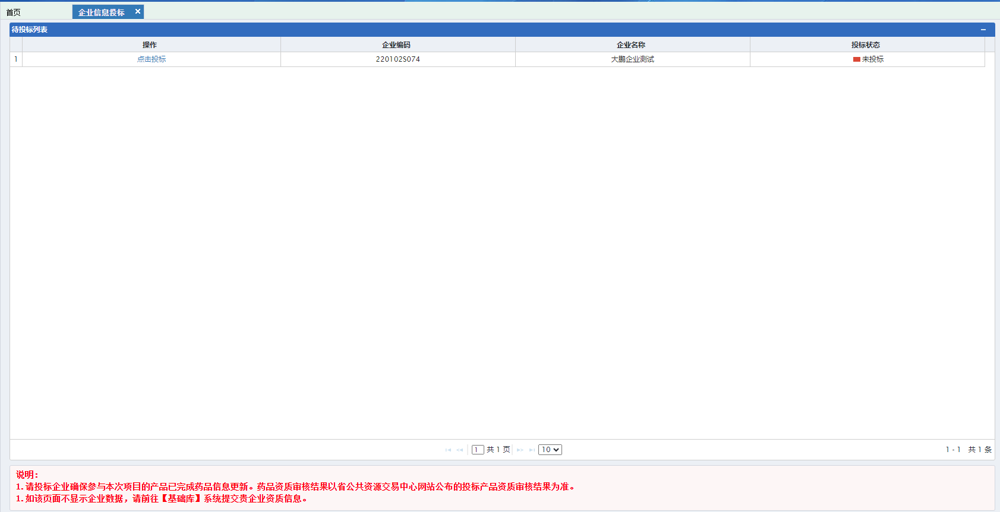 首页 企业信息投标 ×
待投标列表
操作 企业编码 企业名称 投标状态
1 点击投标 220102S074 大鹏企业测试 未投标
1 共 1 页 10 1 - 1 共 1 条
说明：
1. 请投标企业确保参与本次项目的产品已完成药品信息更新。药品资质审核结果以省公共资源交易中心网站公布的投标产品资质审核结果为准。
1. 如该页面不显示企业数据，请前往【基础库】系统提交贵企业资质信息。